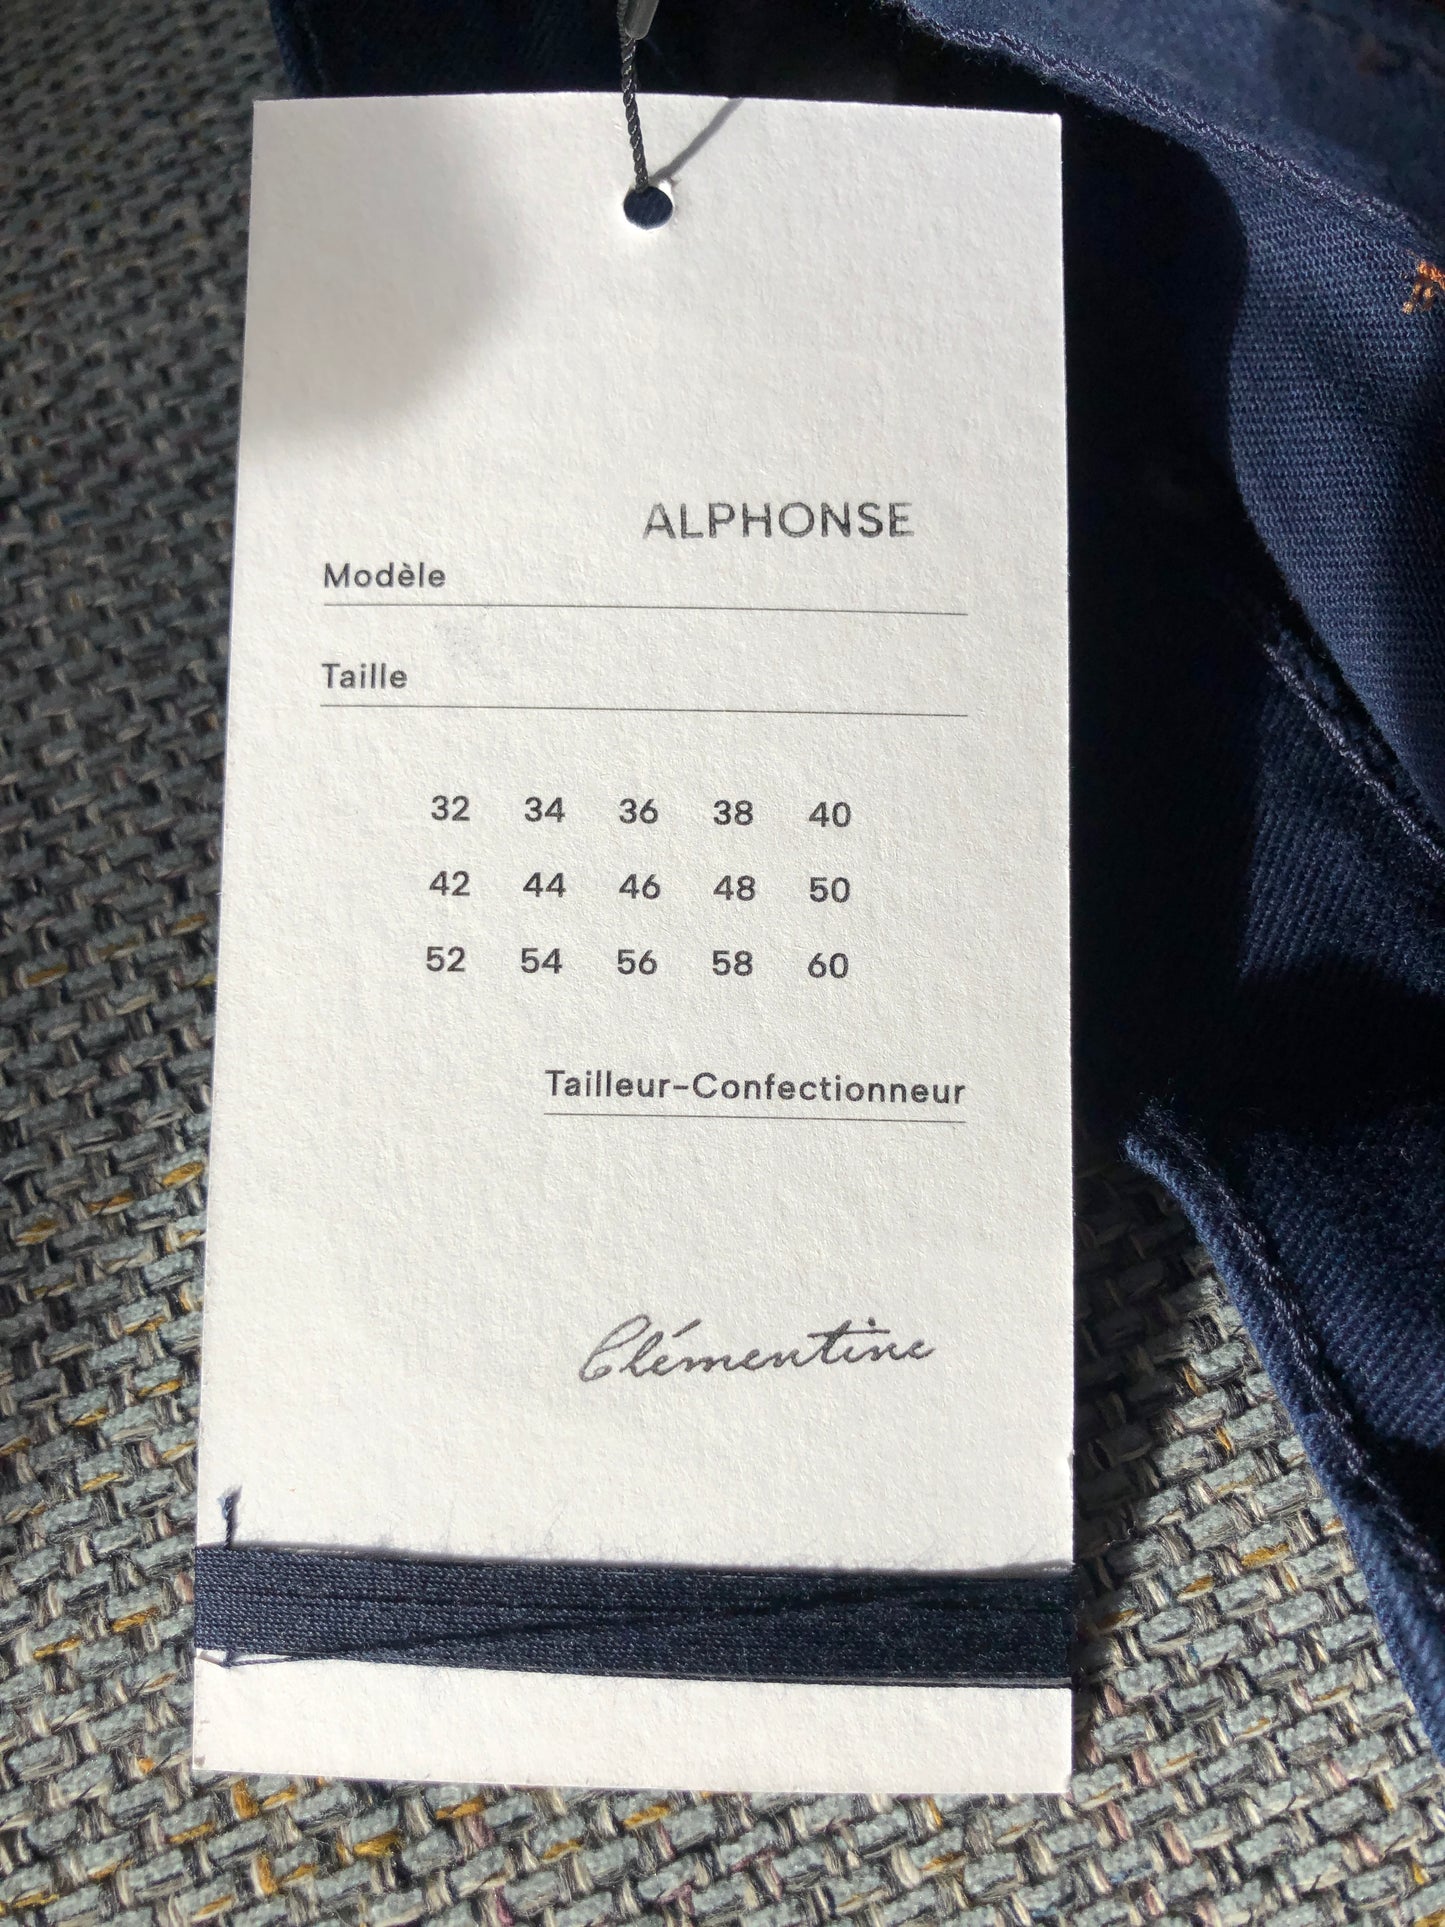 ALPHONSE
Modèle
Taille
32 34 36 38 40
42 44 46 48 50
52 54 56 58 60
Tailleur-Confectionneur
Clémentine